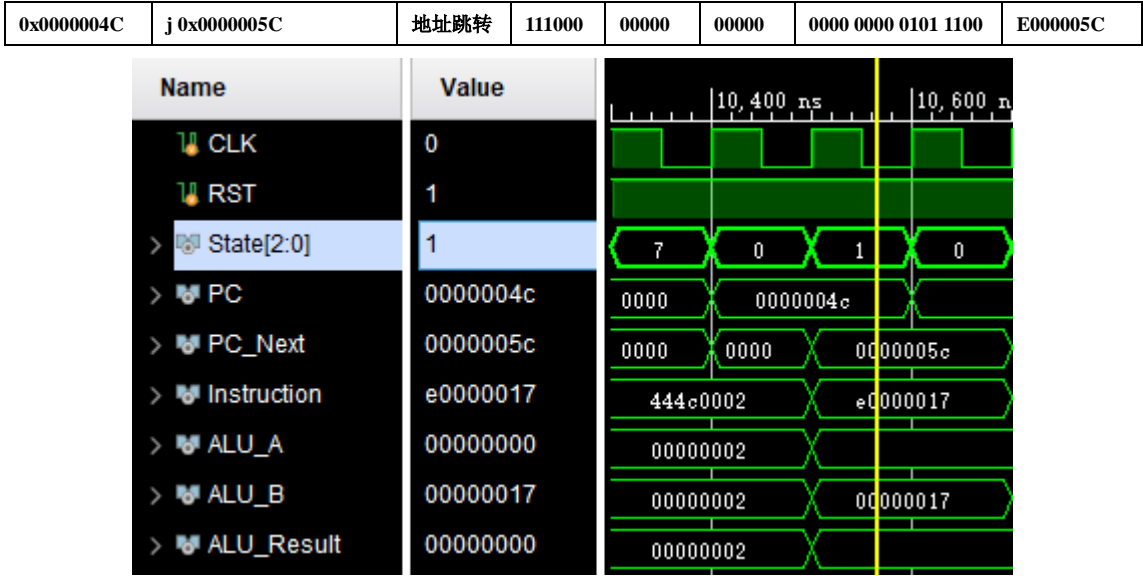 0x0000004C j 0x0000005C 地址跳转 111000 00000 00000 0000 0000 0101 1100 E000005C
Name Value 10,400 ns 10,600 n
CLK 0
RST 1
State[2:0] 1 7 0 1 0
PC 0000004c 0000 0000004c
PC_Next 0000005c 0000 0000 0000005c
Instruction e0000017 444c0002 e0000017
ALU_A 00000000 00000002
ALU_B 00000017 00000002 00000017
ALU_Result 00000000 00000002